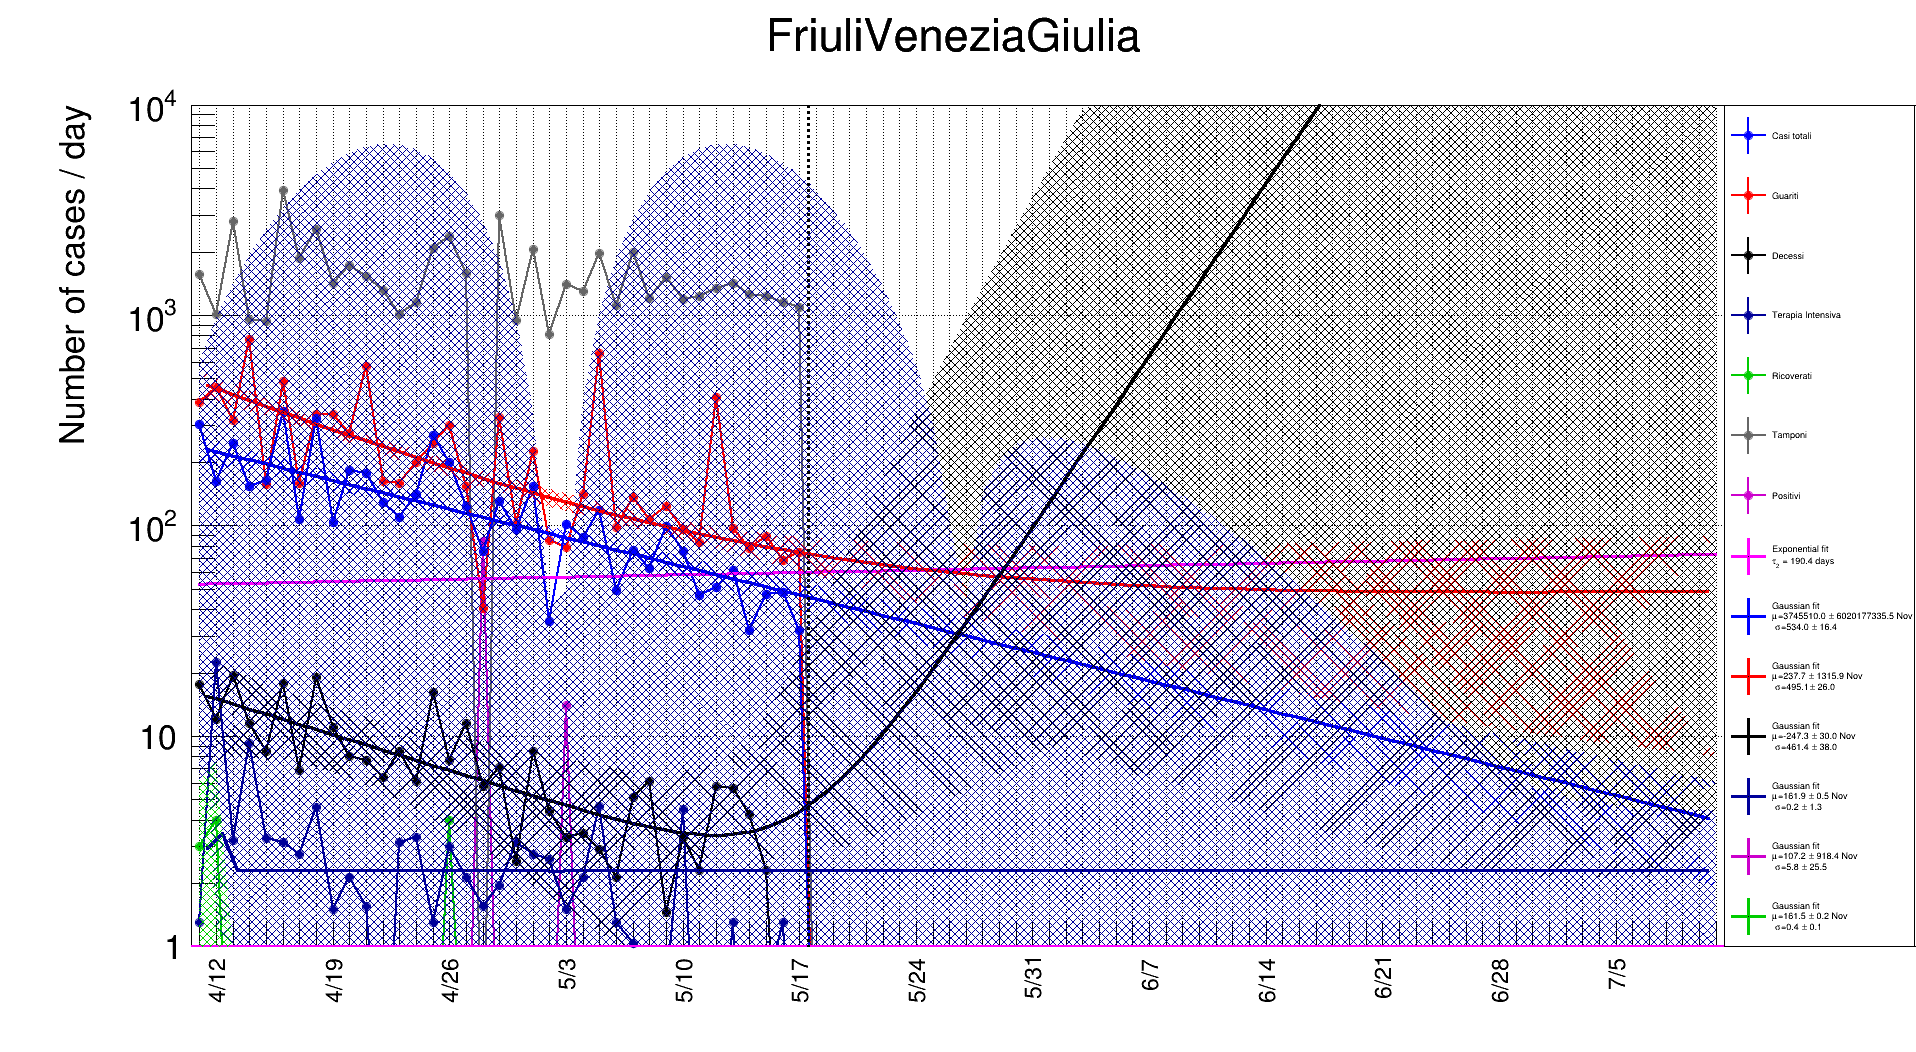 FriuliVeneziaGiulia
Number of cases / day
10^4
10^3
10^2
10
1
4/12
4/19
4/26
5/3
5/10
5/17
5/24
5/31
6/7
6/14
6/21
6/28
7/5
Casi totali
Guariti
Decessi
Terapia Intensiva
Ricoverati
Tamponi
Positivi
Exponential fit
τ_2 = 190.4 days
Gaussian fit
μ=3745510.0 ± 6020177335.5 Nov
σ=534.0 ± 16.4
Gaussian fit
μ=237.7 ± 1315.9 Nov
σ=495.1 ± 26.0
Gaussian fit
μ=-247.3 ± 30.0 Nov
σ=461.4 ± 38.0
Gaussian fit
μ=161.9 ± 0.5 Nov
σ=0.2 ± 1.3
Gaussian fit
μ=107.2 ± 918.4 Nov
σ=5.8 ± 25.5
Gaussian fit
μ=161.5 ± 0.2 Nov
σ=0.4 ± 0.1